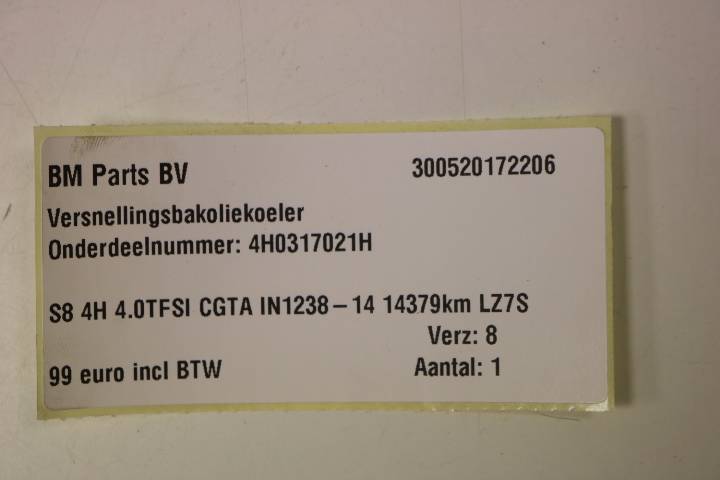 BM Parts BV 300520172206
Versnellingsbakoliekoeler
Onderdeelnummer: 4H0317021H
S8 4H 4.0TFSI CGTA IN1238-14 14379km LZ7S
Verz: 8
99 euro incl BTW Aantal: 1